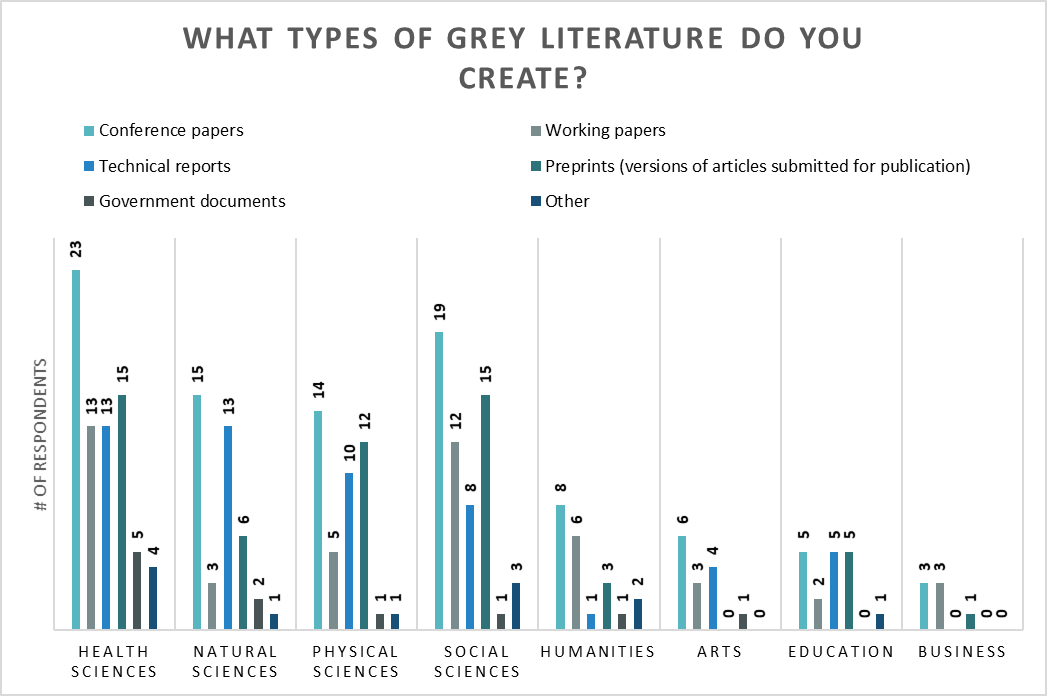 WHAT TYPES OF GREY LITERATURE DO YOU
CREATE?
Conference papers
Working papers
Technical reports
Preprints (versions of articles submitted for publication)
Government documents
Other
# OF RESPONDENTS
23 13 13 15 5 4
15 3 13 6 2 1
14 5 10 12 1 1
19 12 8 15 1 3
8 6 1 3 1 2
6 3 4 0 1 0
5 2 5 5 0 1
3 3 0 1 0 0
HEALTH
SCIENCES
NATURAL
SCIENCES
PHYSICAL
SCIENCES
SOCIAL
SCIENCES
HUMANITIES
ARTS
EDUCATION
BUSINESS